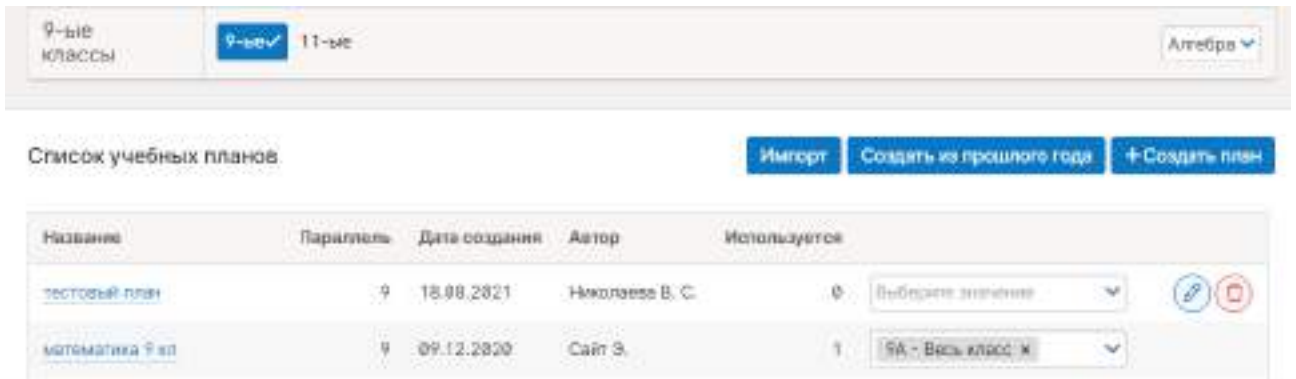 9-ые
классы
9-ые 11-ые
Алгебра
Список учебных планов
Импорт Создать из прошлого года +Создать план
Название Параллель Дата создания Автор Используется
тестовый план 9 18.08.2021 Николаева В. С. 0 Выберите значение
математика 9 кл 9 09.12.2020 Сайт Э. 1 9А - Весь класс ×